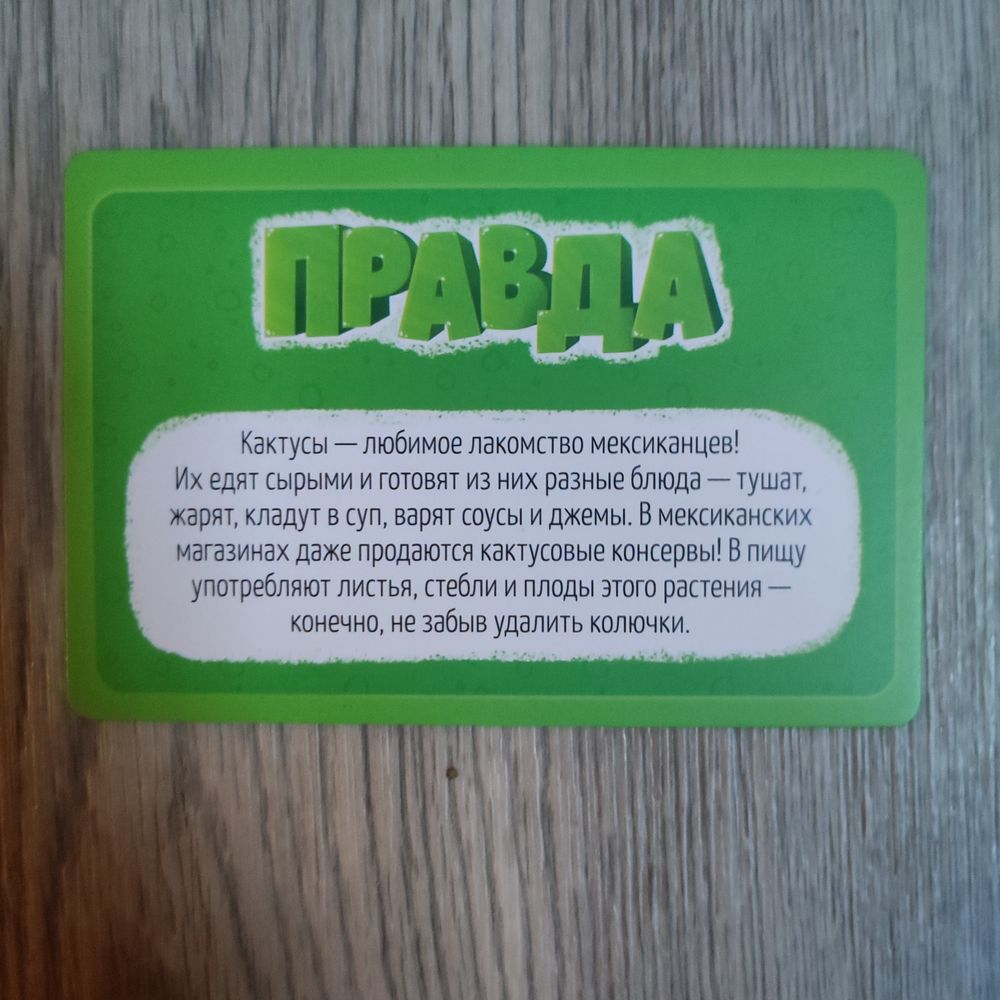 ПРАВДА
Кактусы — любимое лакомство мексиканцев!
Их едят сырыми и готовят из них разные блюда — тушат,
жарят, кладут в суп, варят соусы и джемы. В мексиканских
магазинах даже продаются кактусовые консервы! В пищу
употребляют листья, стебли и плоды этого растения —
конечно, не забыв удалить колючки.